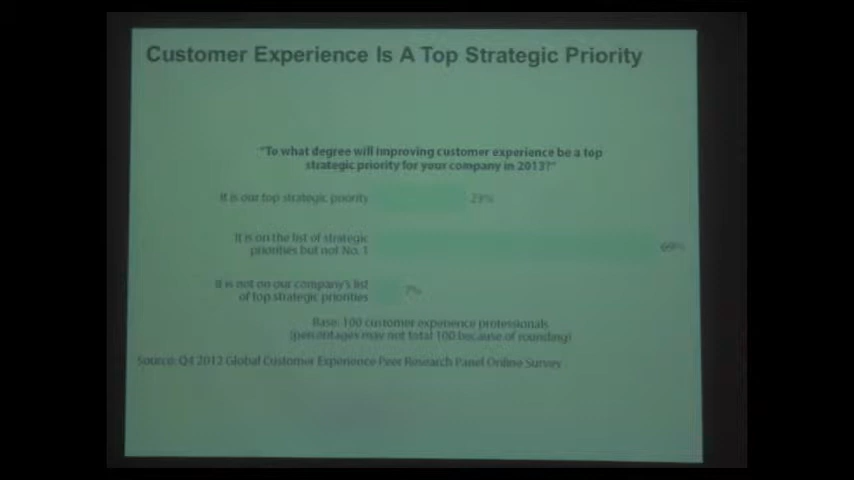 Customer Experience Is A Top Strategic Priority
"To what degree will improving customer experience be a top
strategic priority for your company in 2013?"
It is our top strategic priority 23%
It is on the list of strategic
priorities but not No. 1 69%
It is not on our company's list
of top strategic priorities 7%
Base: 100 customer experience professionals
(percentages may not total 100 because of rounding)
Source: Q4 2012 Global Customer Experience Peer Research Panel Online Survey